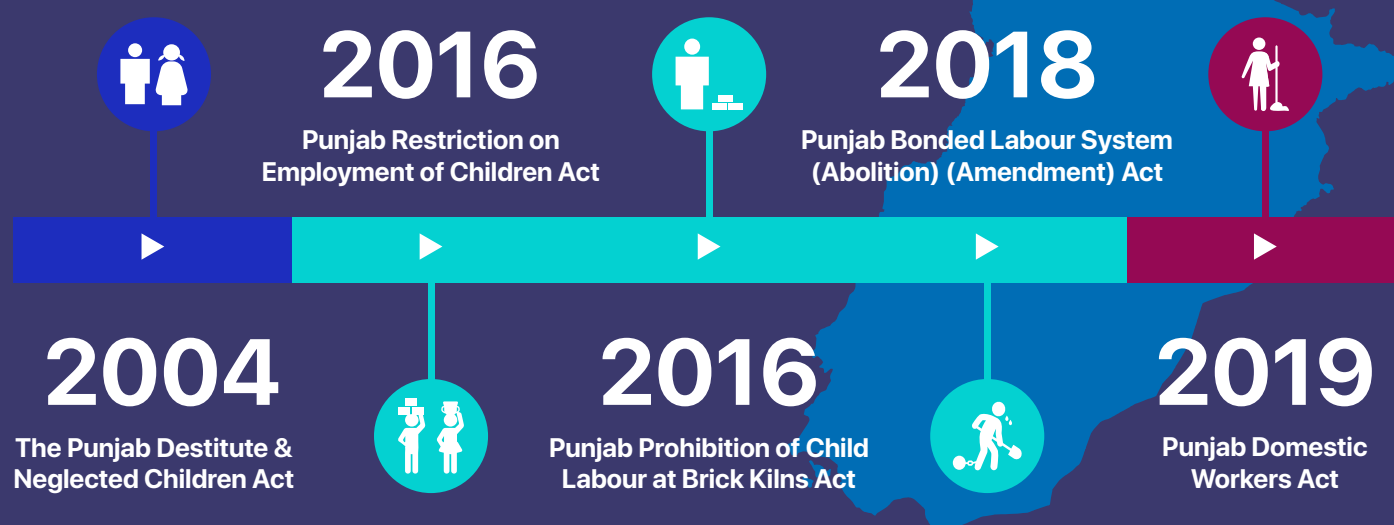 2004
The Punjab Destitute &
Neglected Children Act
2016
Punjab Restriction on
Employment of Children Act
2016
Punjab Prohibition of Child
Labour at Brick Kilns Act
2018
Punjab Bonded Labour System
(Abolition) (Amendment) Act
2019
Punjab Domestic
Workers Act